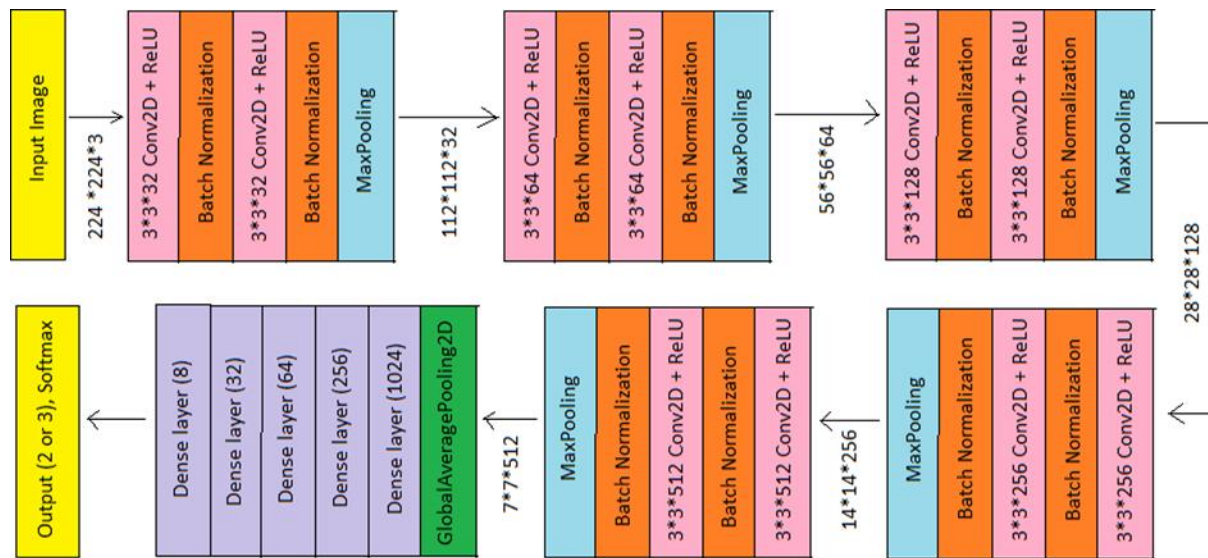 Input Image
224 *224*3
3*3*32 Conv2D + ReLU
Batch Normalization
3*3*32 Conv2D + ReLU
Batch Normalization
MaxPooling
112*112*32
3*3*64 Conv2D + ReLU
Batch Normalization
3*3*64 Conv2D + ReLU
Batch Normalization
MaxPooling
56*56*64
3*3*128 Conv2D + ReLU
Batch Normalization
3*3*128 Conv2D + ReLU
Batch Normalization
MaxPooling
28*28*128
3*3*256 Conv2D + ReLU
Batch Normalization
3*3*256 Conv2D + ReLU
Batch Normalization
MaxPooling
14*14*256
3*3*512 Conv2D + ReLU
Batch Normalization
3*3*512 Conv2D + ReLU
Batch Normalization
MaxPooling
7*7*512
GlobalAveragePooling2D
Dense layer (1024)
Dense layer (256)
Dense layer (64)
Dense layer (32)
Dense layer (8)
Output (2 or 3), Softmax